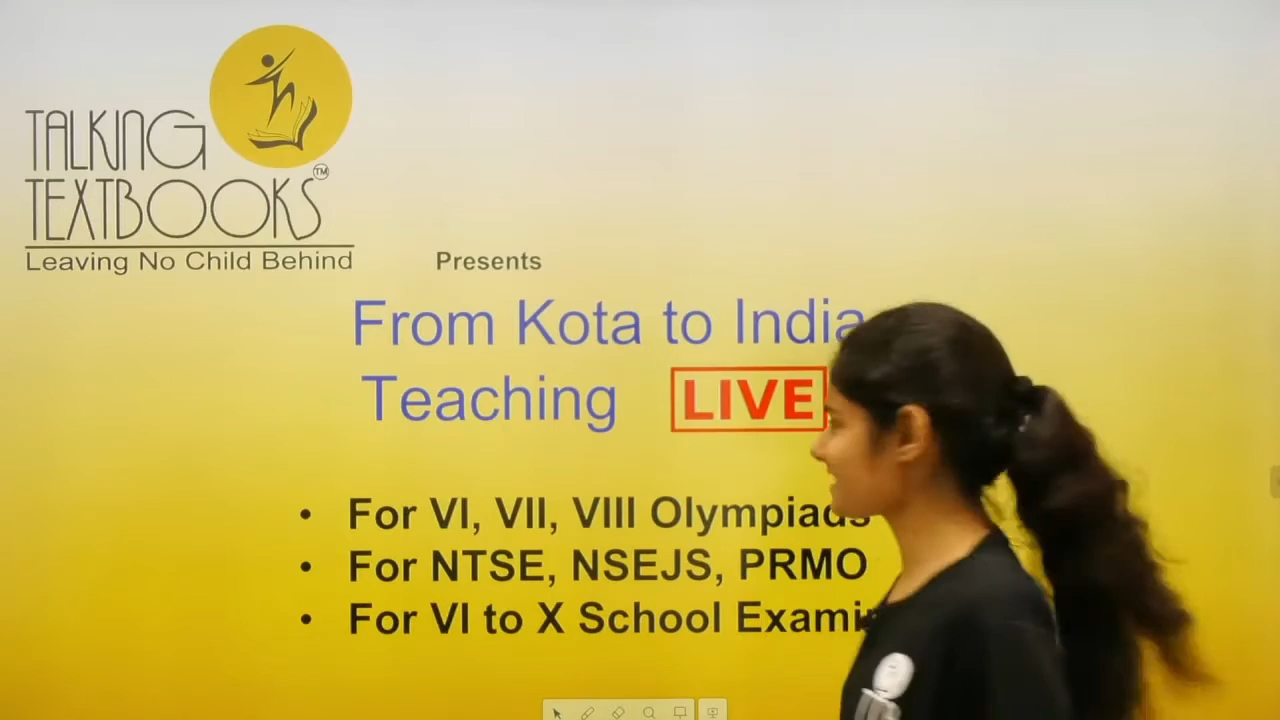 TALKING
TEXTBOOKS
TM
Leaving No Child Behind
Presents
From Kota to India
Teaching LIVE
• For VI, VII, VIII Olympiads
• For NTSE, NSEJS, PRMO
• For VI to X School